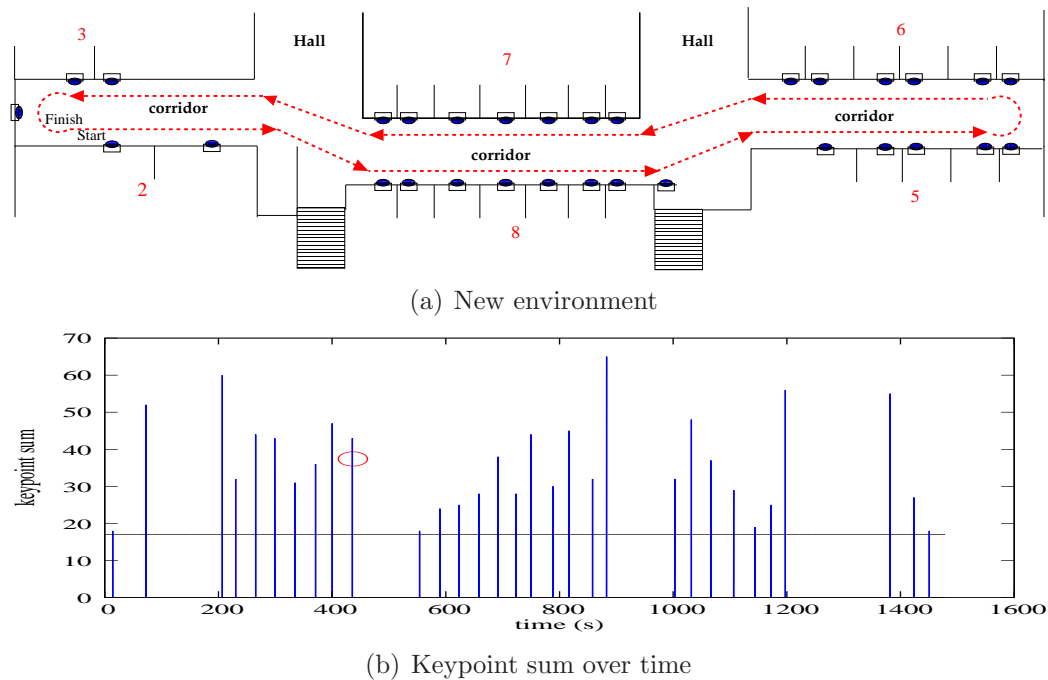 3
Hall
7
Hall
6
corridor
Finish
Start
corridor
corridor
2
8
5
(a) New environment
70
60
50
40
30
20
10
0
keypoint sum
0 200 400 600 800 1000 1200 1400 1600
time (s)
(b) Keypoint sum over time